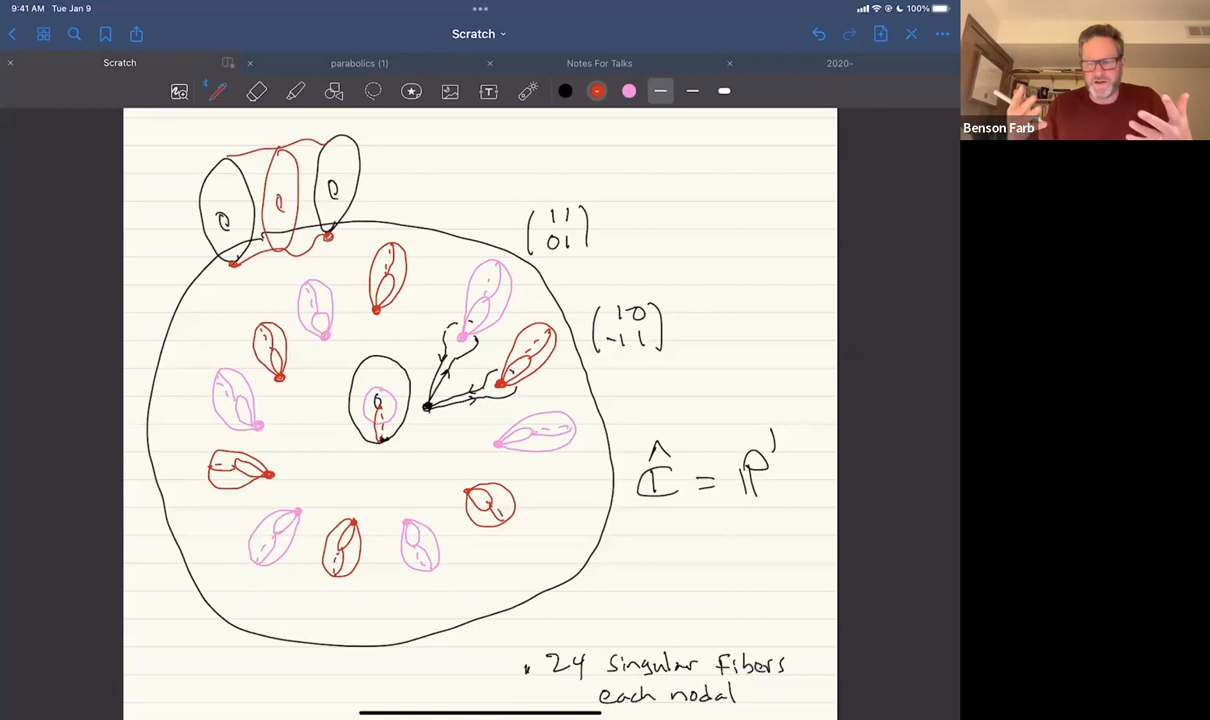 9:41 AM Tue Jan 9
100%
Scratch
Scratch
parabolics (1)
Notes For Talks
2020-
T
Benson Farb
( 1 1
0 1 )
( 1 0
-1 1 )
Ĉ = P¹
. 24 singular fibers
each nodal